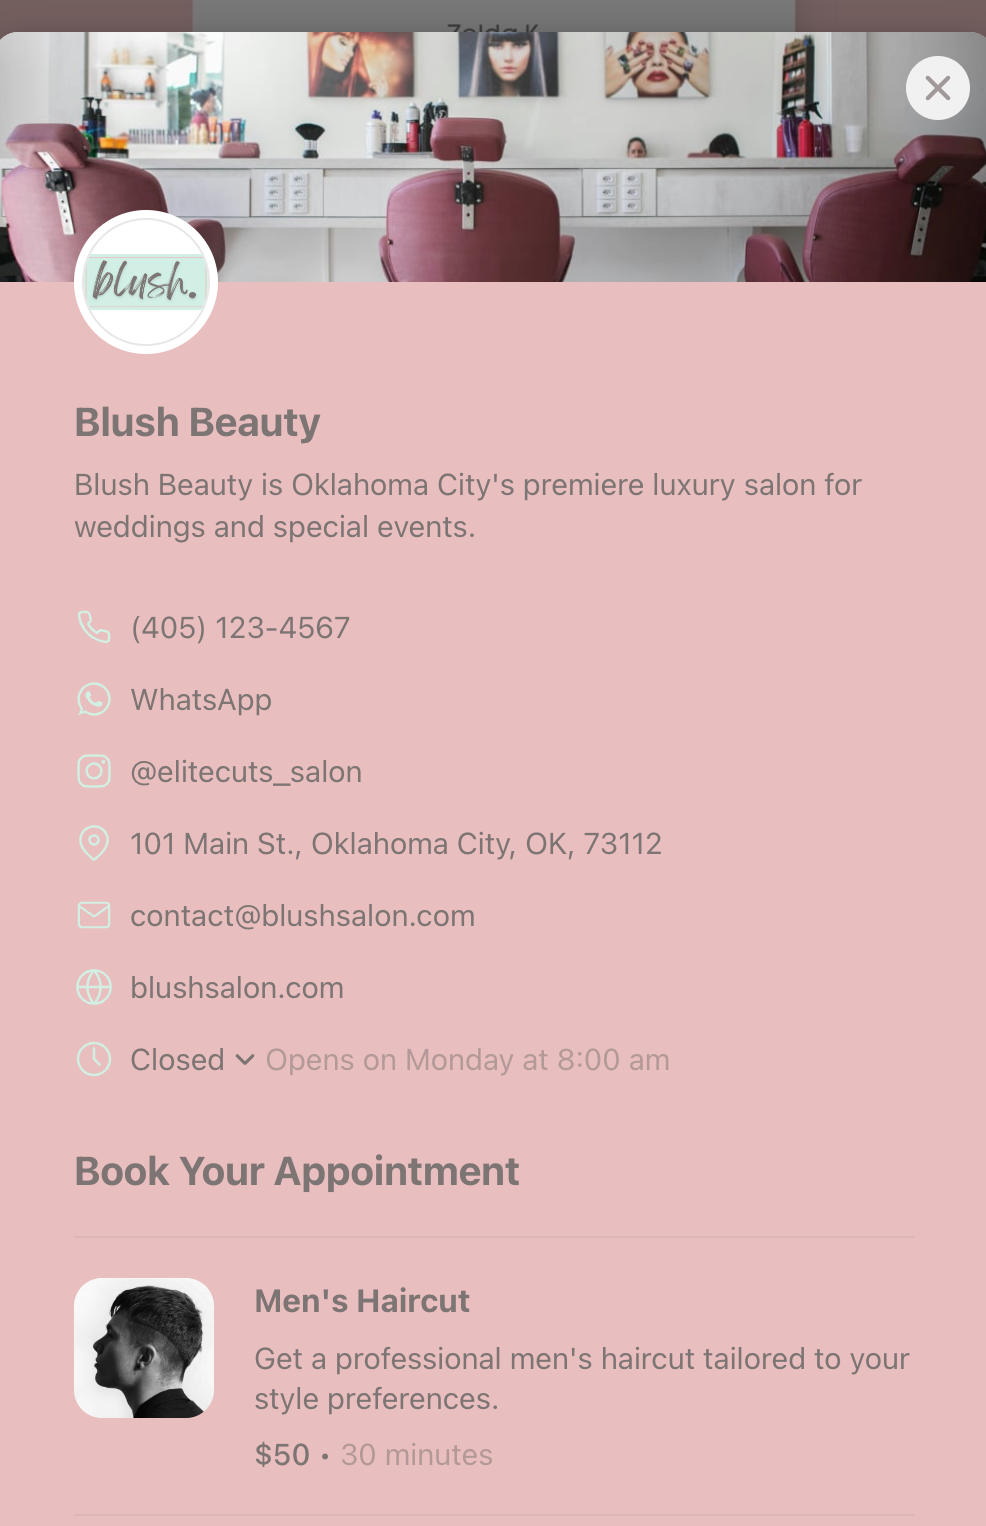 Zelda K
blush.
Blush Beauty
Blush Beauty is Oklahoma City's premiere luxury salon for
weddings and special events.
(405) 123-4567
WhatsApp
@elitecuts_salon
101 Main St., Oklahoma City, OK, 73112
contact@blushsalon.com
blushsalon.com
Closed Opens on Monday at 8:00 am
Book Your Appointment
Men's Haircut
Get a professional men's haircut tailored to your
style preferences.
$50 • 30 minutes